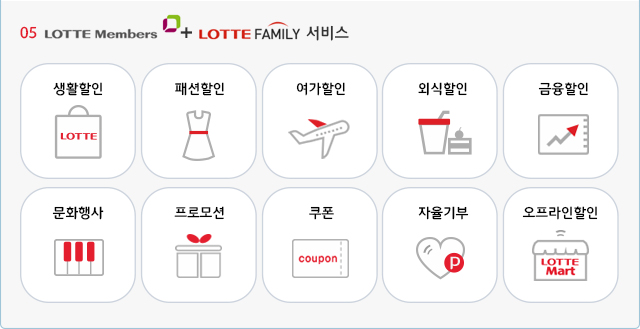 05 LOTTE Members + LOTTE FAMILY 서비스
생활할인 패션할인 여가할인 외식할인 금융할인
LOTTE
문화행사 프로모션 쿠폰 자율기부 오프라인할인
coupon P LOTTE
Mart